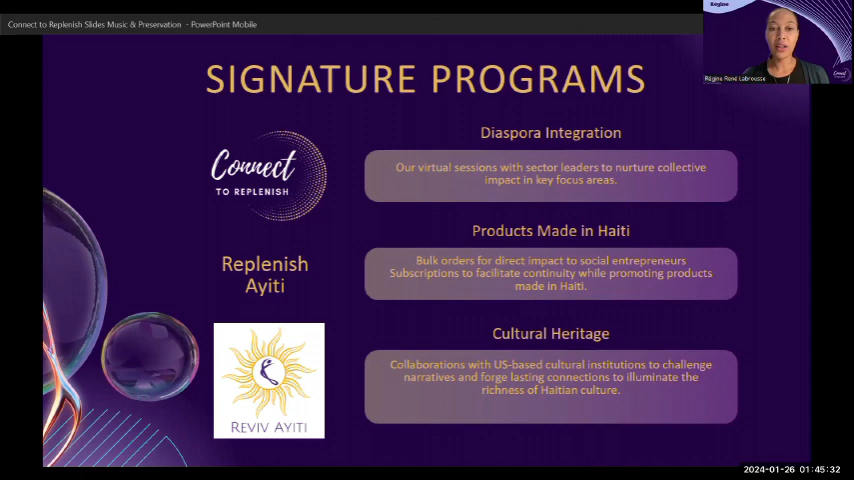 Connect to Replenish Slides Music & Preservation - PowerPoint Mobile
Régine
Régine René Labrousse
Connect
SIGNATURE PROGRAMS
Connect
TO REPLENISH
Diaspora Integration
Our virtual sessions with sector leaders to nurture collective
impact in key focus areas.
Replenish
Ayiti
Products Made in Haiti
Bulk orders for direct impact to social entrepreneurs
Subscriptions to facilitate continuity while promoting products
made in Haiti.
REVIV AYITI
Cultural Heritage
Collaborations with US-based cultural institutions to challenge
narratives and forge lasting connections to illuminate the
richness of Haitian culture.
2024-01-26 01:45:32